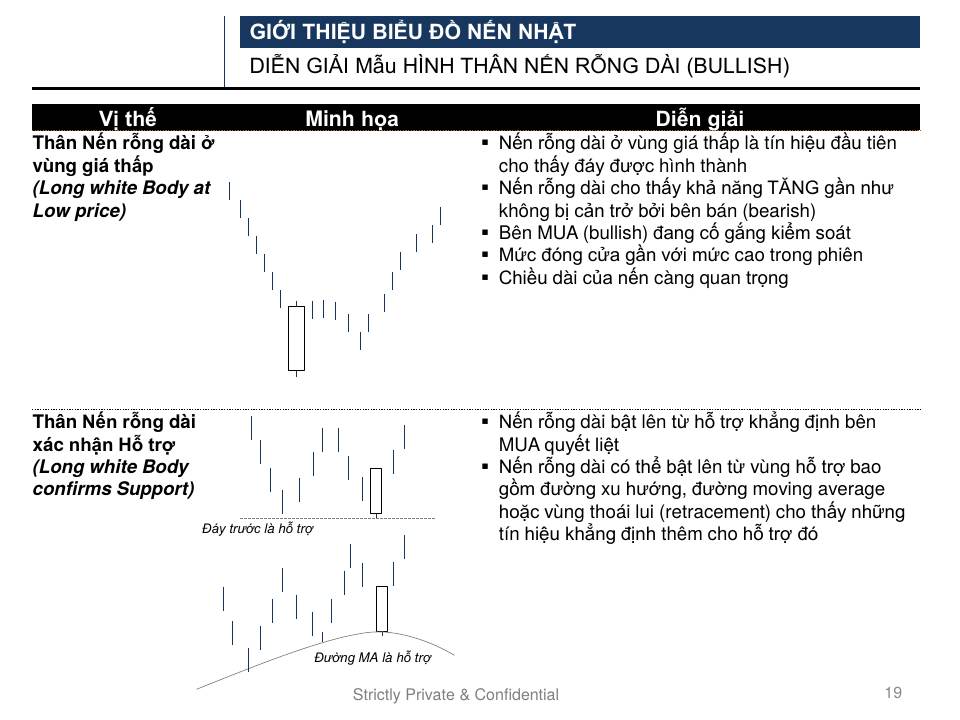 GIỚI THIỆU BIỂU ĐỒ NẾN NHẬT
DIỄN GIẢI Mẫu HÌNH THÂN NẾN RỖNG DÀI (BULLISH)
Vị thế Minh họa Diễn giải
Thân Nến rỗng dài ở
vùng giá thấp
(Long white Body at
Low price)
▪ Nến rỗng dài ở vùng giá thấp là tín hiệu đầu tiên
cho thấy đáy được hình thành
▪ Nến rỗng dài cho thấy khả năng TĂNG gần như
không bị cản trở bởi bên bán (bearish)
▪ Bên MUA (bullish) đang cố gắng kiểm soát
▪ Mức đóng cửa gần với mức cao trong phiên
▪ Chiều dài của nến càng quan trọng
Thân Nến rỗng dài
xác nhận Hỗ trợ
(Long white Body
confirms Support)
Đáy trước là hỗ trợ
Đường MA là hỗ trợ
▪ Nến rỗng dài bật lên từ hỗ trợ khẳng định bên
MUA quyết liệt
▪ Nến rỗng dài có thể bật lên từ vùng hỗ trợ bao
gồm đường xu hướng, đường moving average
hoặc vùng thoái lui (retracement) cho thấy những
tín hiệu khẳng định thêm cho hỗ trợ đó
Strictly Private & Confidential
19